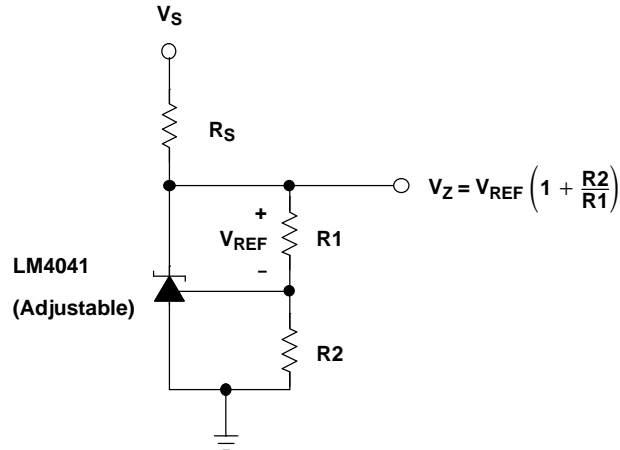 VS
RS
VZ = VREF (1 + R2/R1)
+
VREF
R1
−
LM4041
(Adjustable)
R2